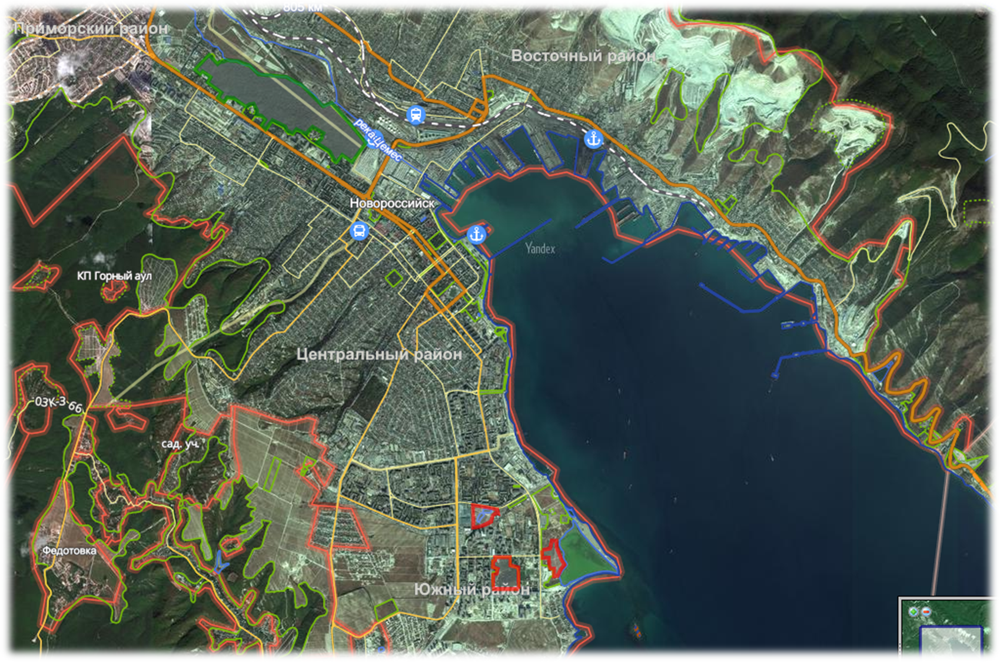 805 км
Приморский район
Восточный район
река Цемес
Новороссийск
Yandex
КП Горный аул
Центральный район
03К-3
66
сад. уч.
Федотовка
Южный район